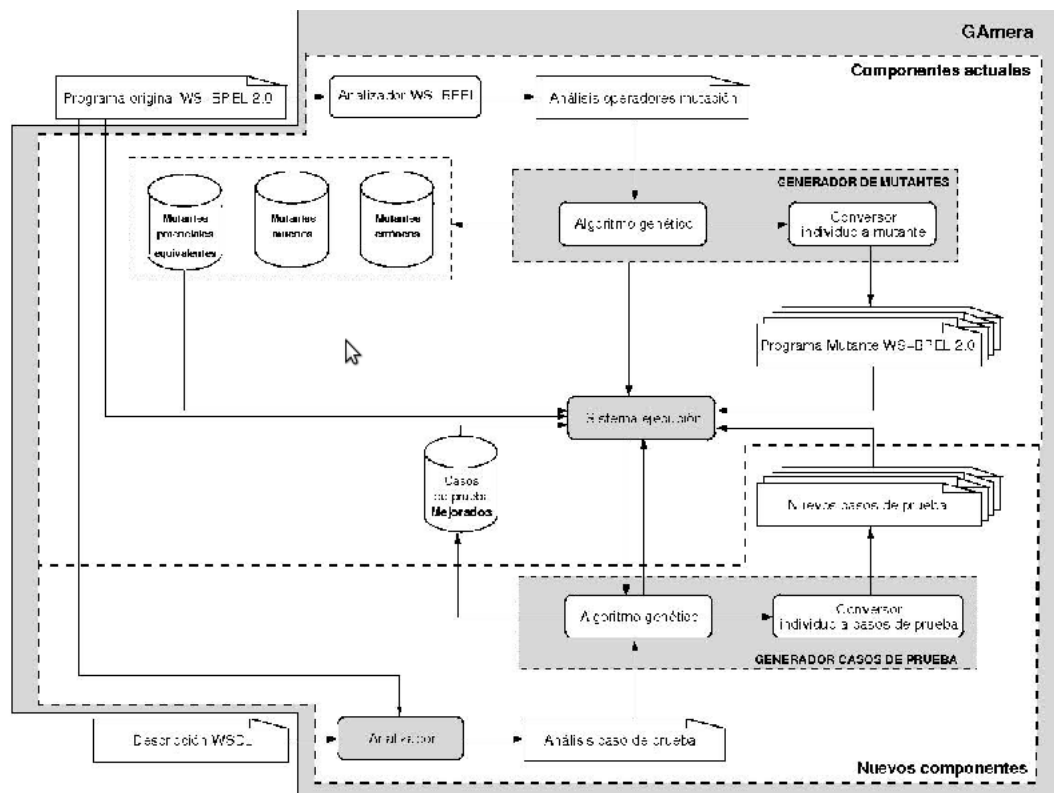 GAmera
Componentes actuales
Programa original WS-BPEL 2.0
Analizador WS-BPEL
Análisis operadores mutación
GENERADOR DE MUTANTES
Mutantes
potenciales
equivalentes
Mutantes
muertos
Mutantes
erróneos
Algoritmo genético
Conversor
individuo a mutante
Programa Mutante WS-BPEL 2.0
Sistema ejecución
Casos
de prueba
Mejorados
Nuevos casos de prueba
Algoritmo genético
Conversor
individuo a casos de prueba
GENERADOR CASOS DE PRUEBA
Descripción WSDL
Analizador
Análisis caso de prueba
Nuevos componentes